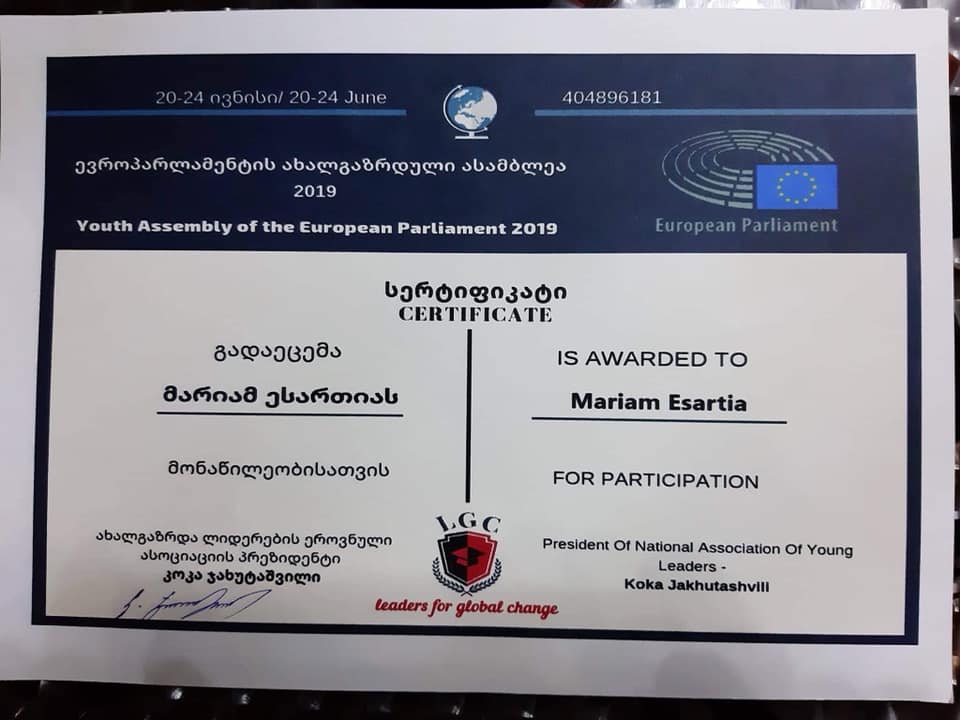 20-24 ივნისი/ 20-24 June
404896181
ევროპარლამენტის ახალგაზრდული ასამბლეა
2019
Youth Assembly of the European Parliament 2019
European Parliament
სერტიფიკატი
CERTIFICATE
გადაეცემა
მარიამ ესართიას
მონაწილეობისათვის
ახალგაზრდა ლიდერების ეროვნული
ასოციაციის პრეზიდენტი
კოკა ჯახუტაშვილი
IS AWARDED TO
Mariam Esartia
FOR PARTICIPATION
President Of National Association Of Young
Leaders -
Koka Jakhutashvili
LGC
leaders for global change